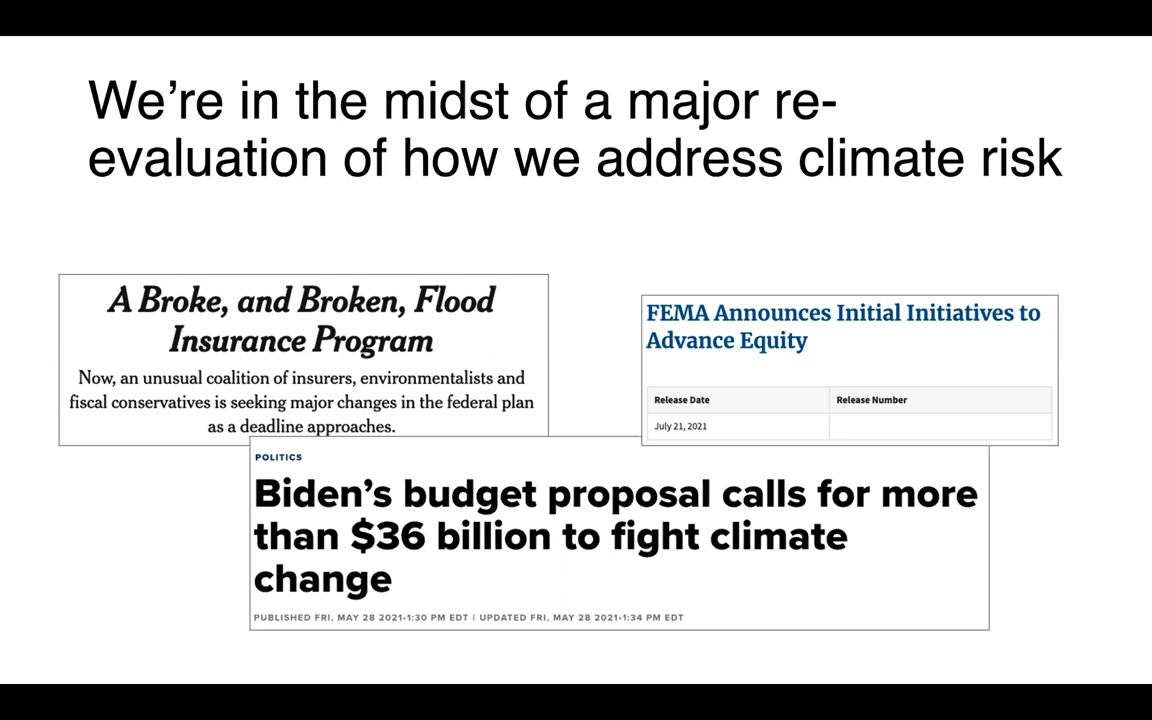 We're in the midst of a major re-
evaluation of how we address climate risk
A Broke, and Broken, Flood
Insurance Program
Now, an unusual coalition of insurers, environmentalists and
fiscal conservatives is seeking major changes in the federal plan
as a deadline approaches.
FEMA Announces Initial Initiatives to
Advance Equity
Release Date Release Number
July 21, 2021
POLITICS
Biden's budget proposal calls for more
than $36 billion to fight climate
change
PUBLISHED FRI, MAY 28 2021•1:30 PM EDT | UPDATED FRI, MAY 28 2021•1:34 PM EDT